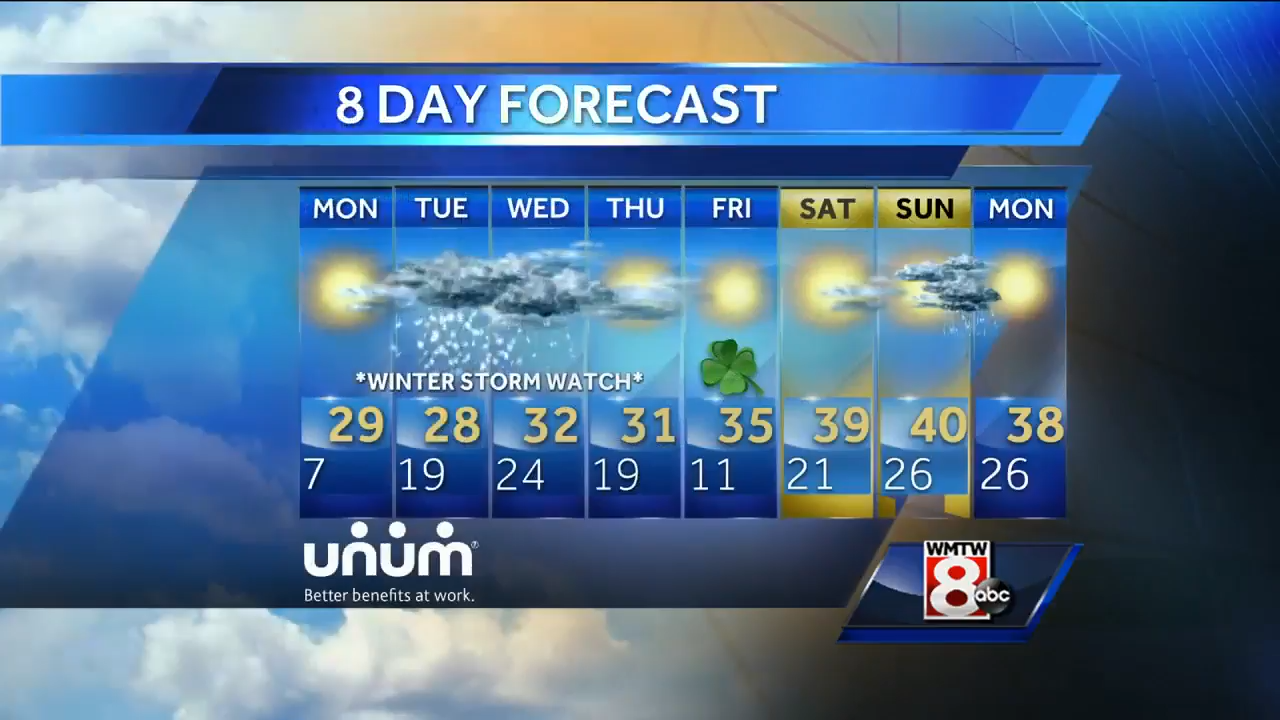 8 DAY FORECAST
MON TUE WED THU FRI SAT SUN MON
*WINTER STORM WATCH*
29 28 32 31 35 39 40 38
7 19 24 19 11 21 26 26
unum
Better benefits at work.
WMTW
8
abc